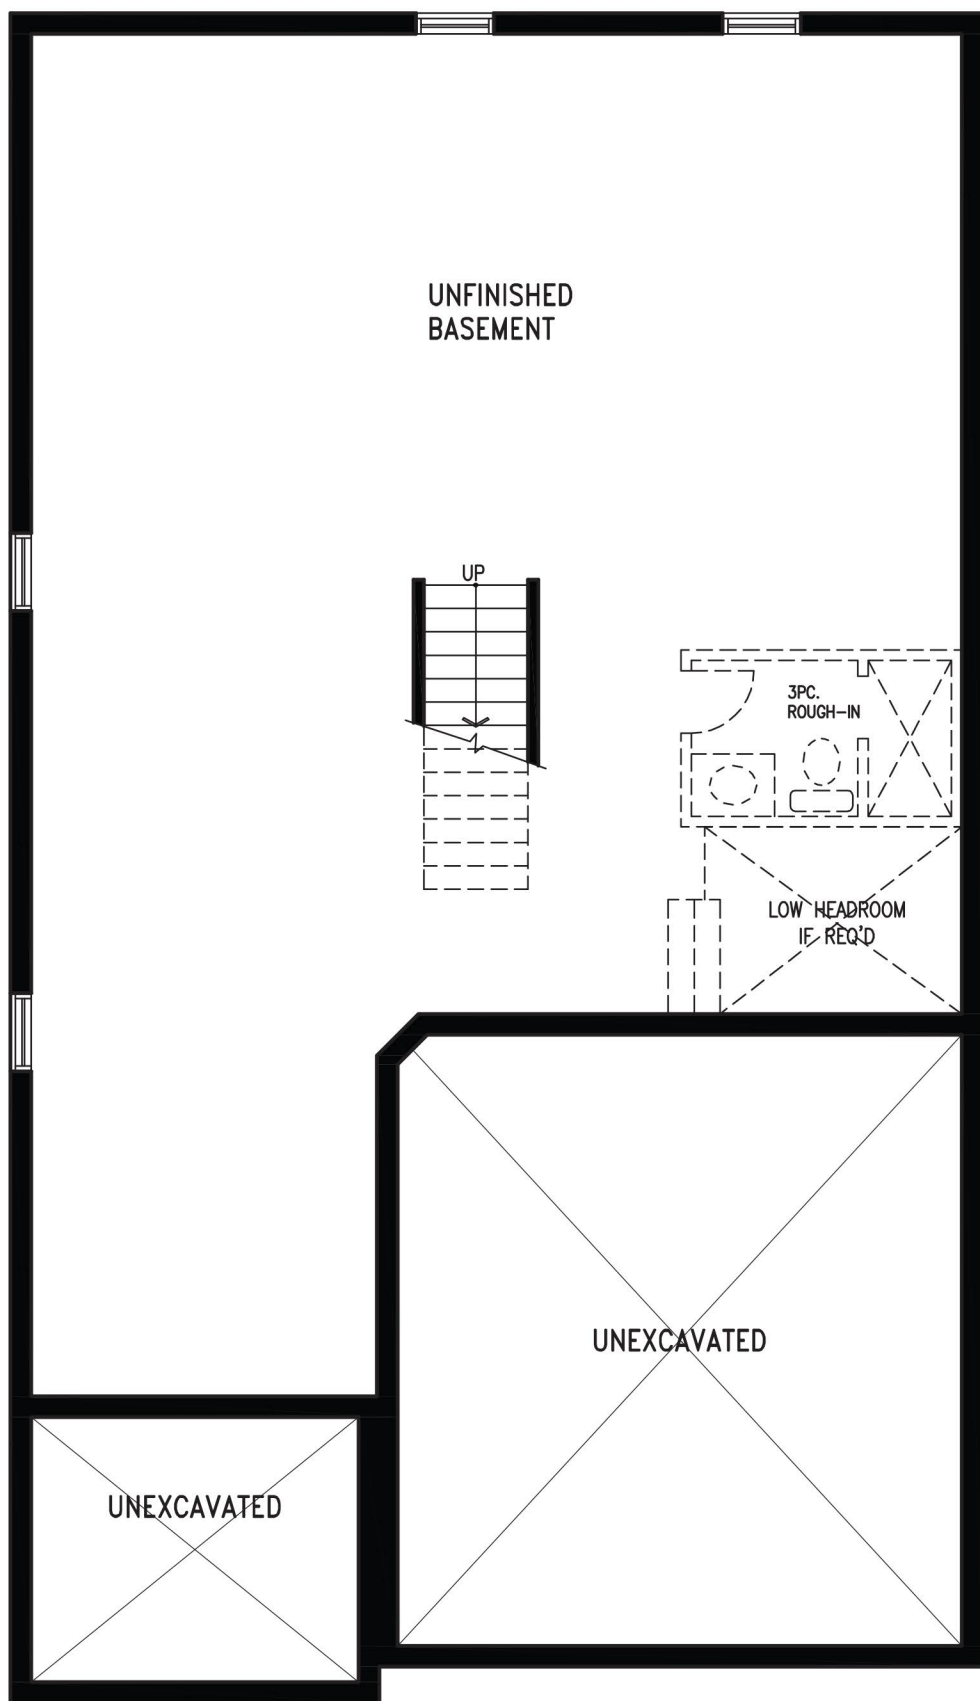 UNFINISHED
BASEMENT
UP
3PC.
ROUGH-IN
LOW HEADROOM
IF REQ'D
UNEXCAVATED
UNEXCAVATED